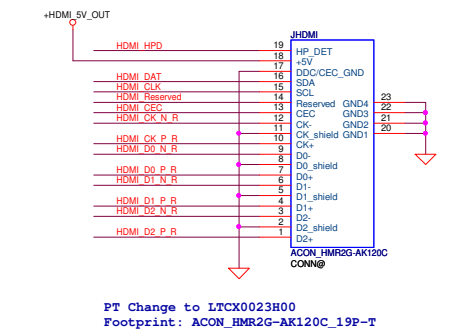 +HDMI_5V_OUT
JHDMI
HDMI_HPD 19 HP_DET
18 +5V
17 DDC/CEC_GND
HDMI_DAT 16 SDA
HDMI_CLK 15 SCL
HDMI_Reserved 14 Reserved GND4 23
HDMI_CEC 13 CEC GND3 22
HDMI_CK_N_R 12 CK- GND2 21
11 CK_shield GND1 20
HDMI_CK_P_R 10 CK+
HDMI_D0_N_R 9 D0-
8 D0_shield
HDMI_D0_P_R 7 D0+
HDMI_D1_N_R 6 D1-
5 D1_shield
HDMI_D1_P_R 4 D1+
HDMI_D2_N_R 3 D2-
2 D2_shield
HDMI_D2_P_R 1 D2+
ACON_HMR2G-AK120C
CONN@
PT Change to LTCX0023H00
Footprint: ACON_HMR2G-AK120C_19P-T